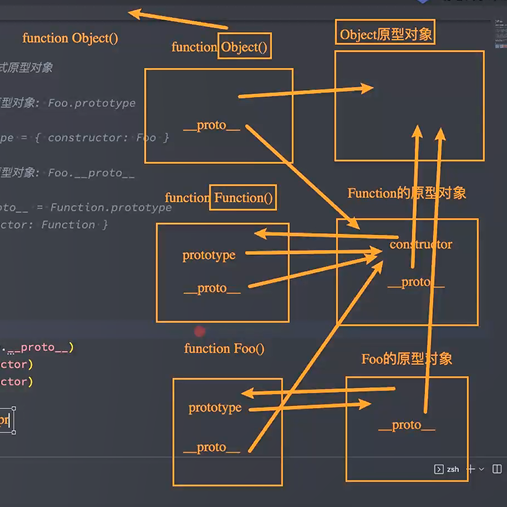 function Object()
function Object()
Object原型对象
式原型对象
型对象: Foo.prototype
__proto__
ype = { constructor: Foo }
型对象: Foo.__proto__
function Function()
Function的原型对象
oto__ = Function.prototype
ctor: Function }
constructor
prototype
__proto__
__proto__
function Foo()
.__proto__)
ctor)
ctor)
Foo的原型对象
prototype
pr
__proto__
__proto__
zsh